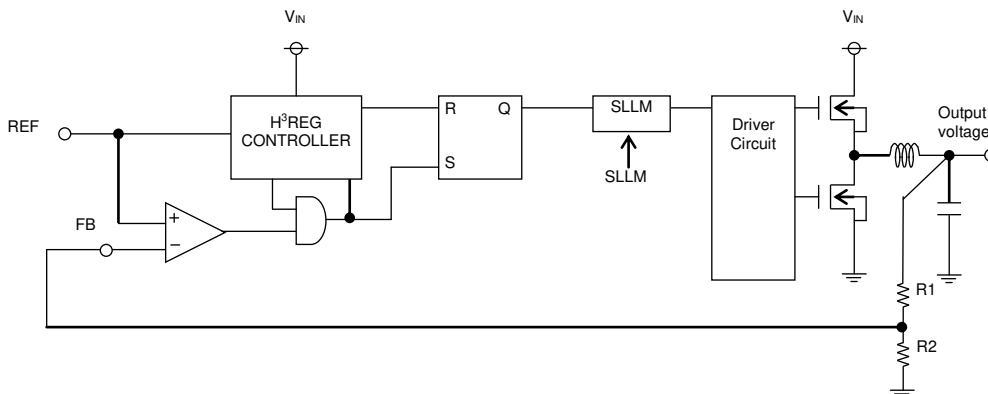 VIN
VIN
REF
H³REG
CONTROLLER
R
Q
S
SLLM
SLLM
Driver
Circuit
Output
voltage
FB
+
−
R1
R2